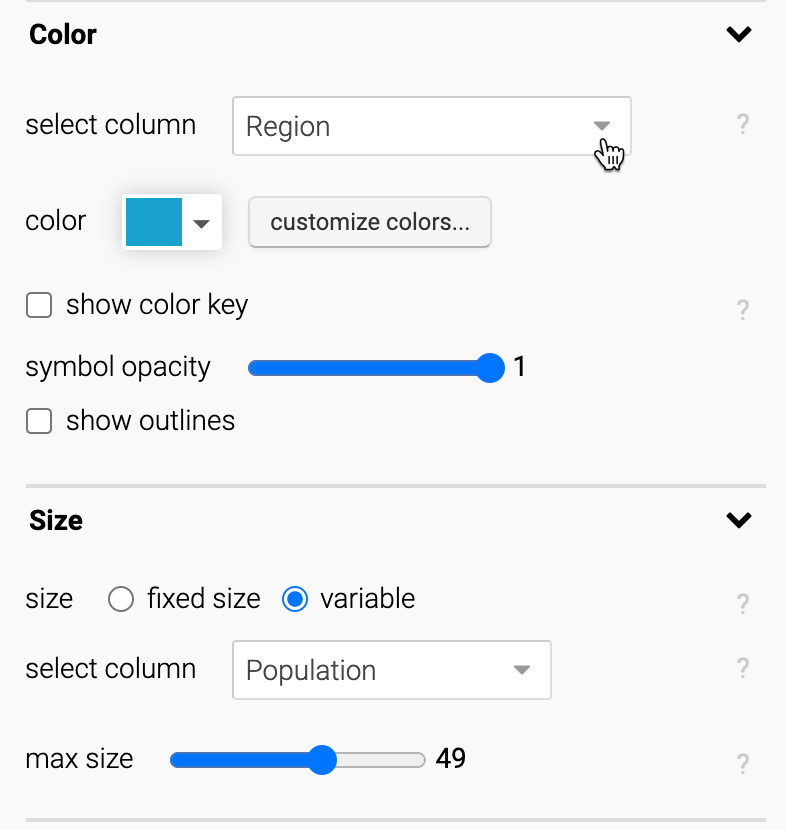 Color
select column Region ?
color customize colors...
show color key ?
symbol opacity 1
show outlines
Size
size fixed size variable ?
select column Population ?
max size 49 ?